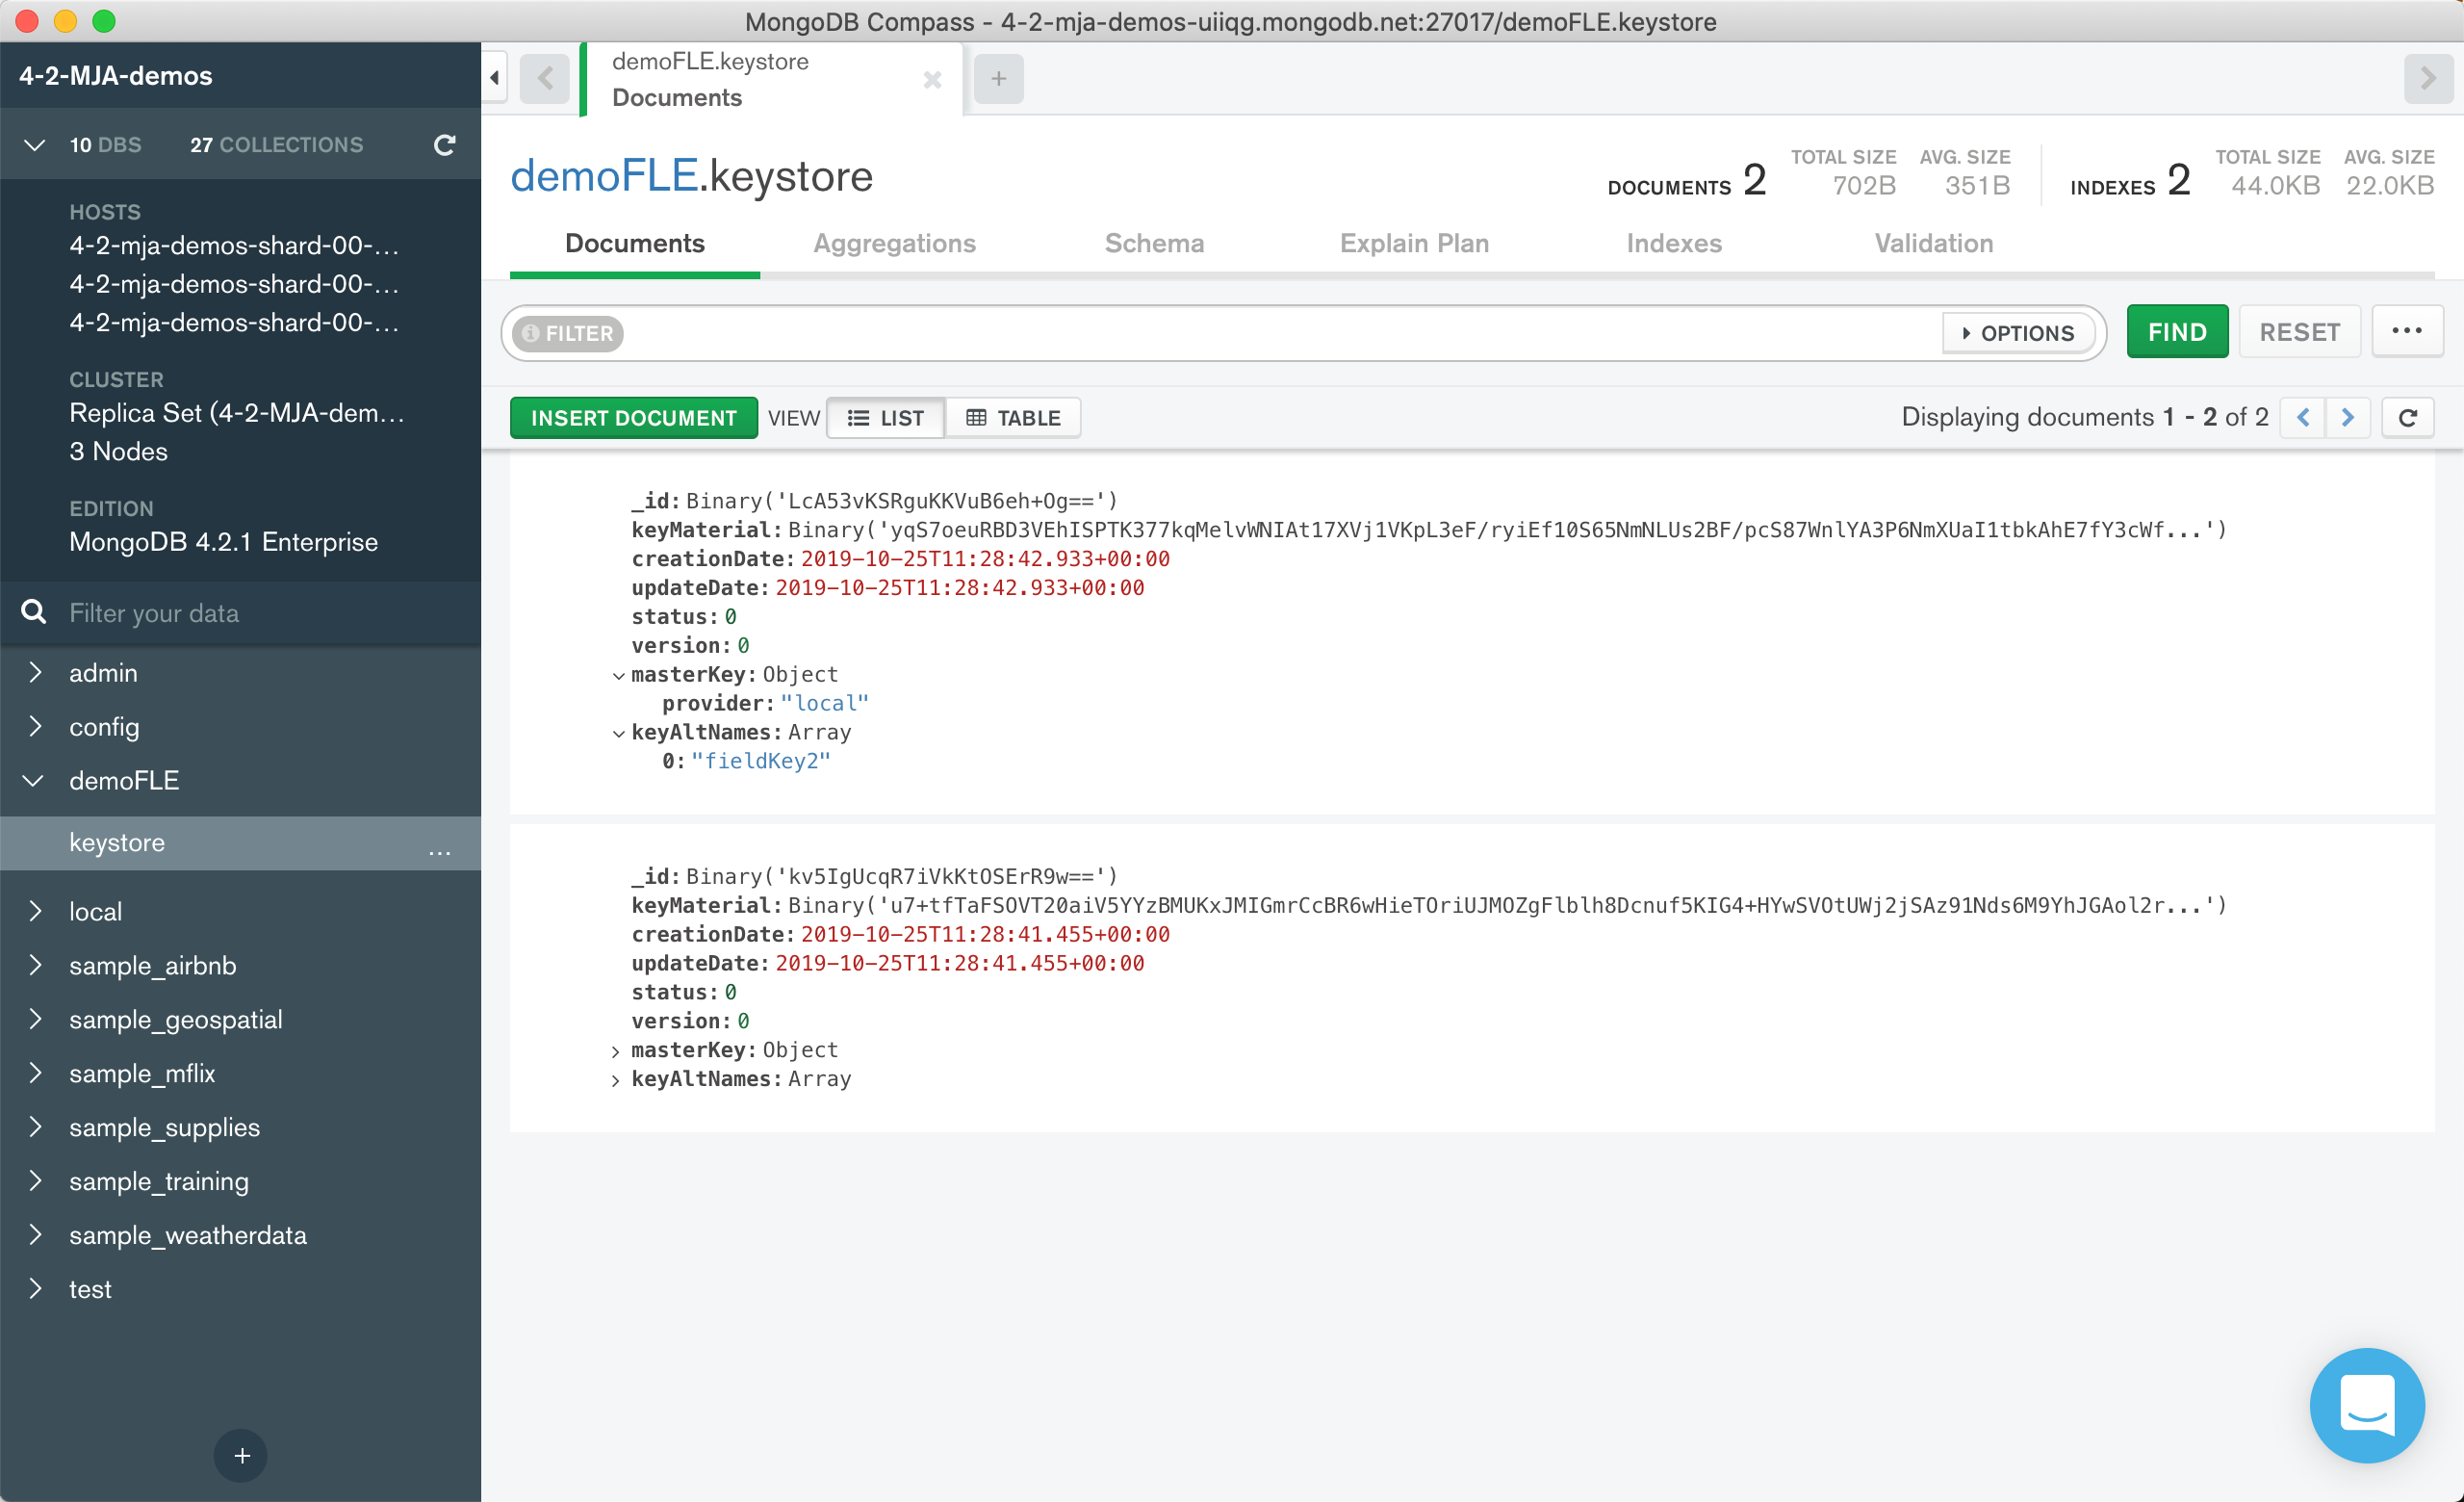 MongoDB Compass - 4-2-mja-demos-uiiqg.mongodb.net:27017/demoFLE.keystore
4-2-MJA-demos
10 DBS 27 COLLECTIONS
HOSTS
4-2-mja-demos-shard-00-...
4-2-mja-demos-shard-00-...
4-2-mja-demos-shard-00-...
CLUSTER
Replica Set (4-2-MJA-dem...
3 Nodes
EDITION
MongoDB 4.2.1 Enterprise
Filter your data
admin
config
demoFLE
keystore ...
local
sample_airbnb
sample_geospatial
sample_mflix
sample_supplies
sample_training
sample_weatherdata
test
+
demoFLE.keystore
Documents
+
demoFLE.keystore
DOCUMENTS 2 TOTAL SIZE 702B AVG. SIZE 351B INDEXES 2 TOTAL SIZE 44.0KB AVG. SIZE 22.0KB
Documents Aggregations Schema Explain Plan Indexes Validation
FILTER OPTIONS FIND RESET ...
INSERT DOCUMENT VIEW LIST TABLE Displaying documents 1 - 2 of 2
_id: Binary('LcA53vKSRguKKVuB6eh+Og==')
keyMaterial: Binary('yqS7oeuRBD3VEhISPTK377kqMelvWNIAt17XVj1VKpL3eF/ryiEf10S65NmNLUs2BF/pcS87WnlYA3P6NmXUaI1tbkAhE7fY3cWf...')
creationDate: 2019-10-25T11:28:42.933+00:00
updateDate: 2019-10-25T11:28:42.933+00:00
status: 0
version: 0
masterKey: Object
provider: "local"
keyAltNames: Array
0: "fieldKey2"
_id: Binary('kv5IgUcqR7iVkKtOSErR9w==')
keyMaterial: Binary('u7+tfTaFSOVT20aiV5YYzBMUKxJMIGmrCcBR6wHieTOriUJMOZgFlblh8Dcnuf5KIG4+HYwSVOtUWj2jSAz91Nds6M9YhJGAol2r...')
creationDate: 2019-10-25T11:28:41.455+00:00
updateDate: 2019-10-25T11:28:41.455+00:00
status: 0
version: 0
masterKey: Object
keyAltNames: Array